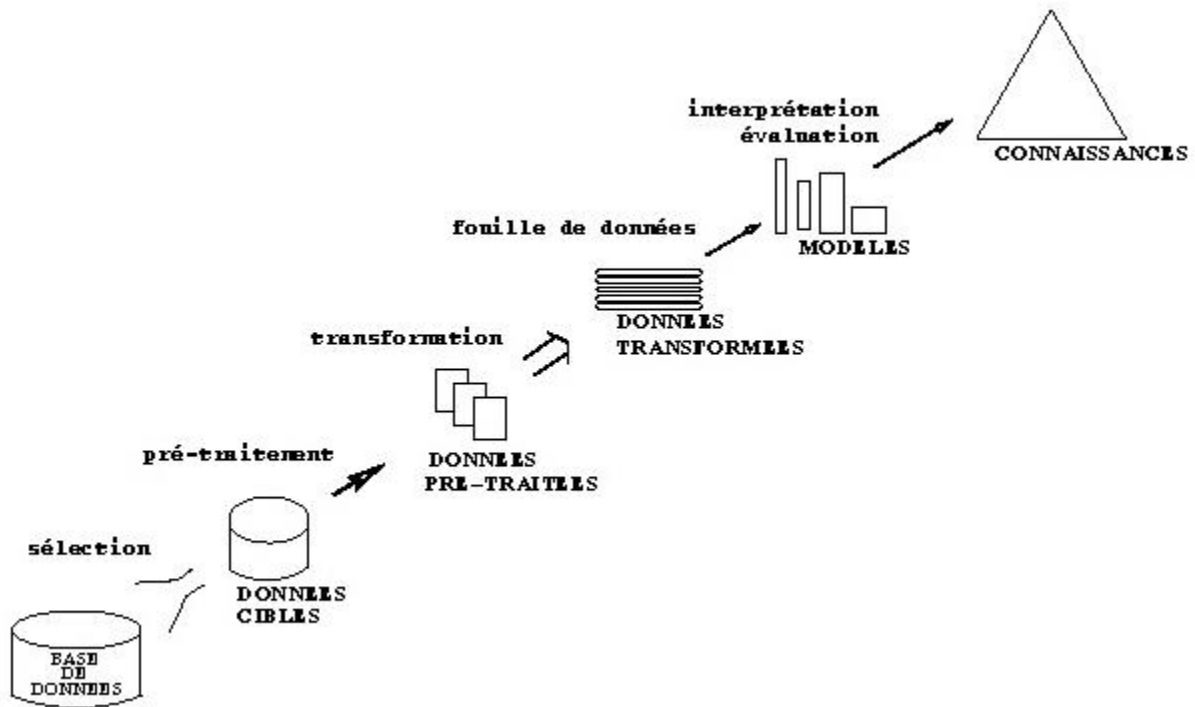 interprétation
évaluation
CONNAISSANCES
fouille de données
MODELES
transformation
DONNEES
TRANSFORMEES
pré-traitement
DONNEES
PRE-TRAITEES
sélection
DONNEES
CIBLES
BASE
DE
DONNEES